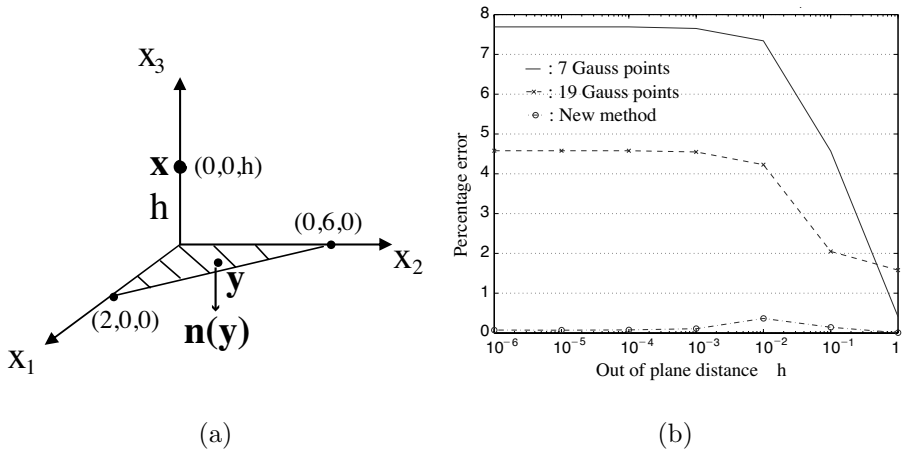 x₃
x (0,0,h)
h
(0,6,0)
x₂
y
(2,0,0)
n(y)
x₁
(a)
8
7
6
5
4
3
2
1
0
Percentage error
— : 7 Gauss points
--×-- : 19 Gauss points
-·o-· : New method
10⁻⁶ 10⁻⁵ 10⁻⁴ 10⁻³ 10⁻² 10⁻¹ 1
Out of plane distance h
(b)